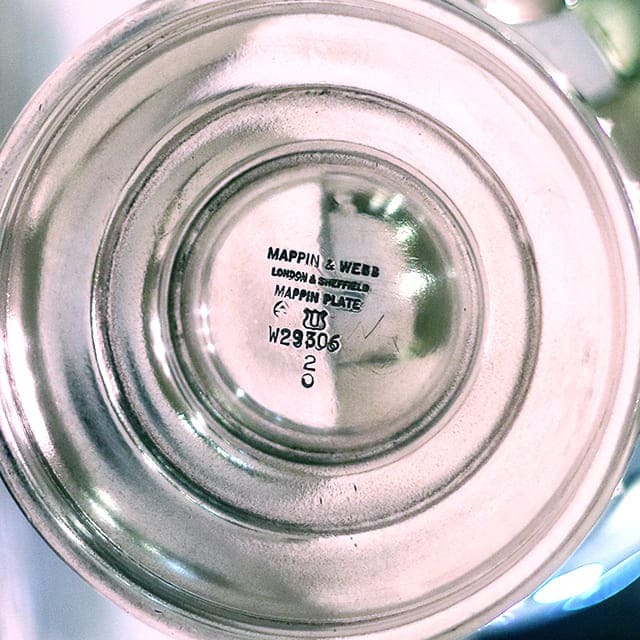 MAPPIN & WEBB
LONDON & SHEFFIELD
MAPPIN PLATE
W29306
2
0